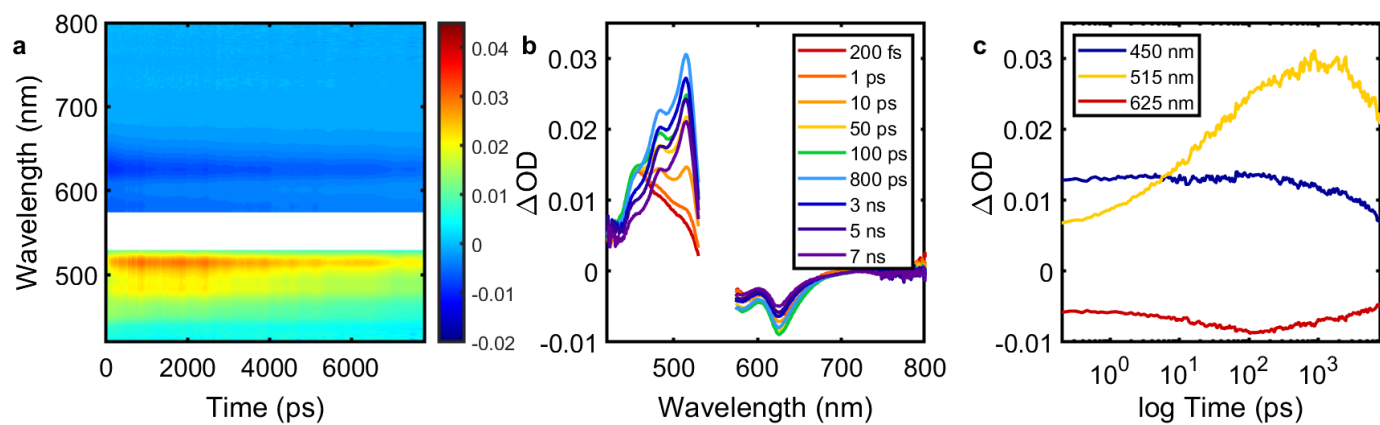 a
800
700
600
500
Wavelength (nm)
0
2000
4000
6000
Time (ps)
0.04
0.03
0.02
0.01
0
-0.01
-0.02
b
0.03
0.02
0.01
0
-0.01
ΔOD
500
600
700
800
Wavelength (nm)
200 fs
1 ps
10 ps
50 ps
100 ps
800 ps
3 ns
5 ns
7 ns
c
0.03
0.02
0.01
0
-0.01
ΔOD
450 nm
515 nm
625 nm
10^0
10^1
10^2
10^3
log Time (ps)